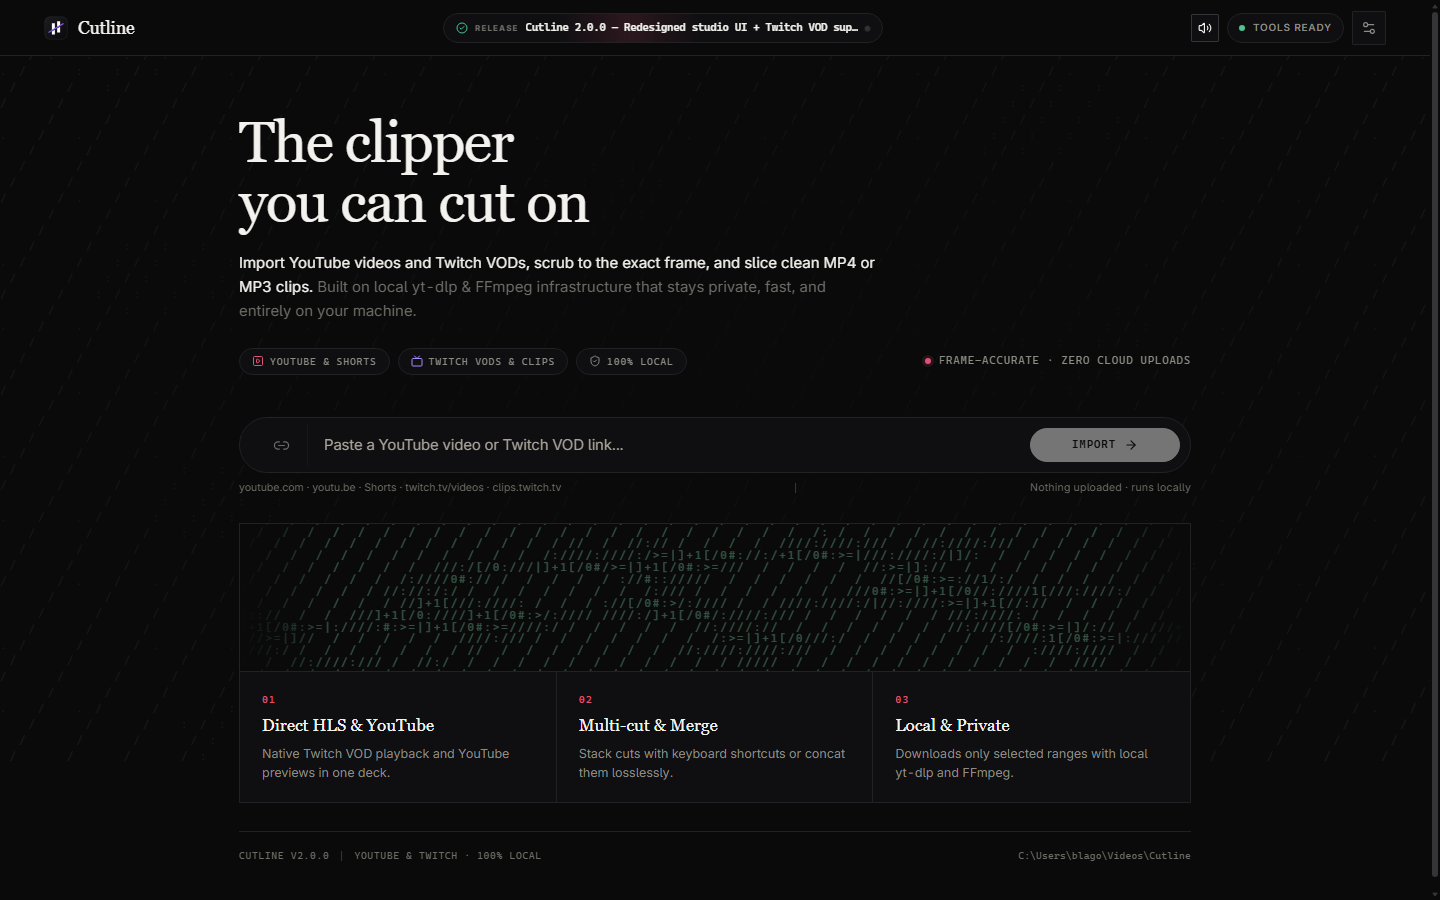 Cutline
RELEASE Cutline 2.0.0 — Redesigned studio UI + Twitch VOD sup…
TOOLS READY
The clipper
you can cut on
Import YouTube videos and Twitch VODs, scrub to the exact frame, and slice clean MP4 or
MP3 clips. Built on local yt-dlp & FFmpeg infrastructure that stays private, fast, and
entirely on your machine.
YOUTUBE & SHORTS
TWITCH VODS & CLIPS
100% LOCAL
FRAME-ACCURATE · ZERO CLOUD UPLOADS
Paste a YouTube video or Twitch VOD link...
IMPORT →
youtube.com · youtu.be · Shorts · twitch.tv/videos · clips.twitch.tv
Nothing uploaded · runs locally
01
Direct HLS & YouTube
Native Twitch VOD playback and YouTube
previews in one deck.
02
Multi-cut & Merge
Stack cuts with keyboard shortcuts or concat
them losslessly.
03
Local & Private
Downloads only selected ranges with local
yt-dlp and FFmpeg.
CUTLINE V2.0.0 | YOUTUBE & TWITCH · 100% LOCAL
C:\Users\blago\Videos\Cutline